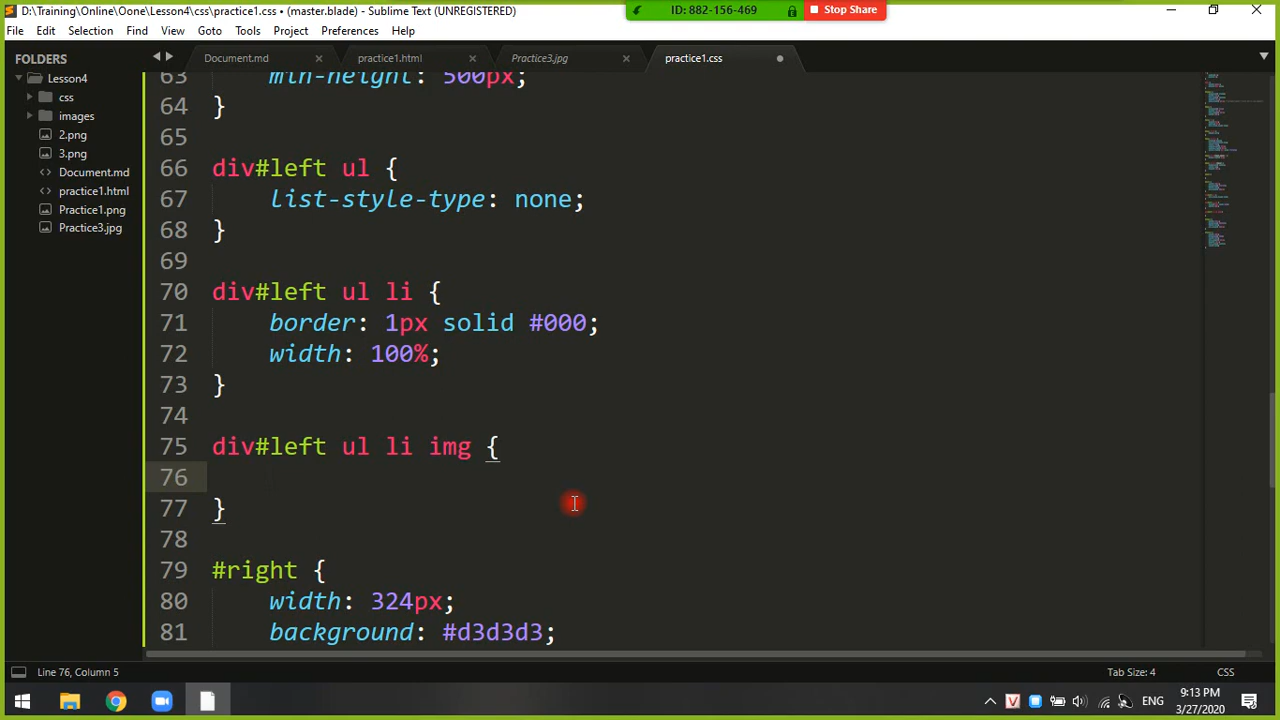 D:\Training\Online\Oone\Lesson4\css\practice1.css • (master.blade) - Sublime Text (UNREGISTERED)
ID: 882-156-469
Stop Share
File Edit Selection Find View Goto Tools Project Preferences Help
FOLDERS
Lesson4
css
images
2.png
3.png
Document.md
practice1.html
Practice1.png
Practice3.jpg
Document.md practice1.html Practice3.jpg practice1.css
63 min-height: 500px;
64 }
65
66 div#left ul {
67 list-style-type: none;
68 }
69
70 div#left ul li {
71 border: 1px solid #000;
72 width: 100%;
73 }
74
75 div#left ul li img {
76
77 }
78
79 #right {
80 width: 324px;
81 background: #d3d3d3;
Line 76, Column 5
Tab Size: 4
CSS
ENG
9:13 PM
3/27/2020